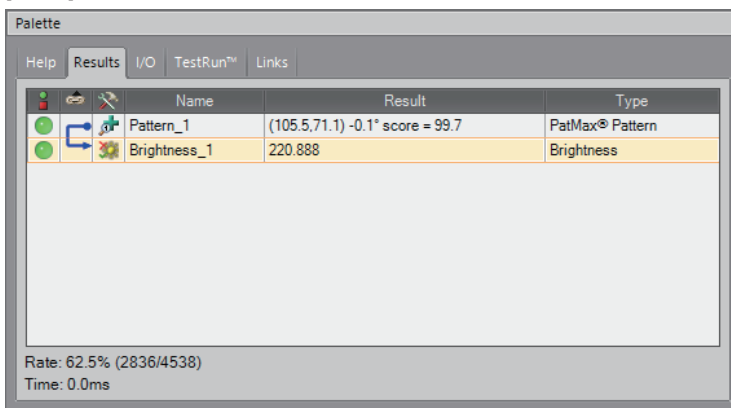 Palette
Help Results I/O TestRun™ Links
Name Result Type
Pattern_1 (105.5,71.1) -0.1° score = 99.7 PatMax® Pattern
Brightness_1 220.888 Brightness
Rate: 62.5% (2836/4538)
Time: 0.0ms